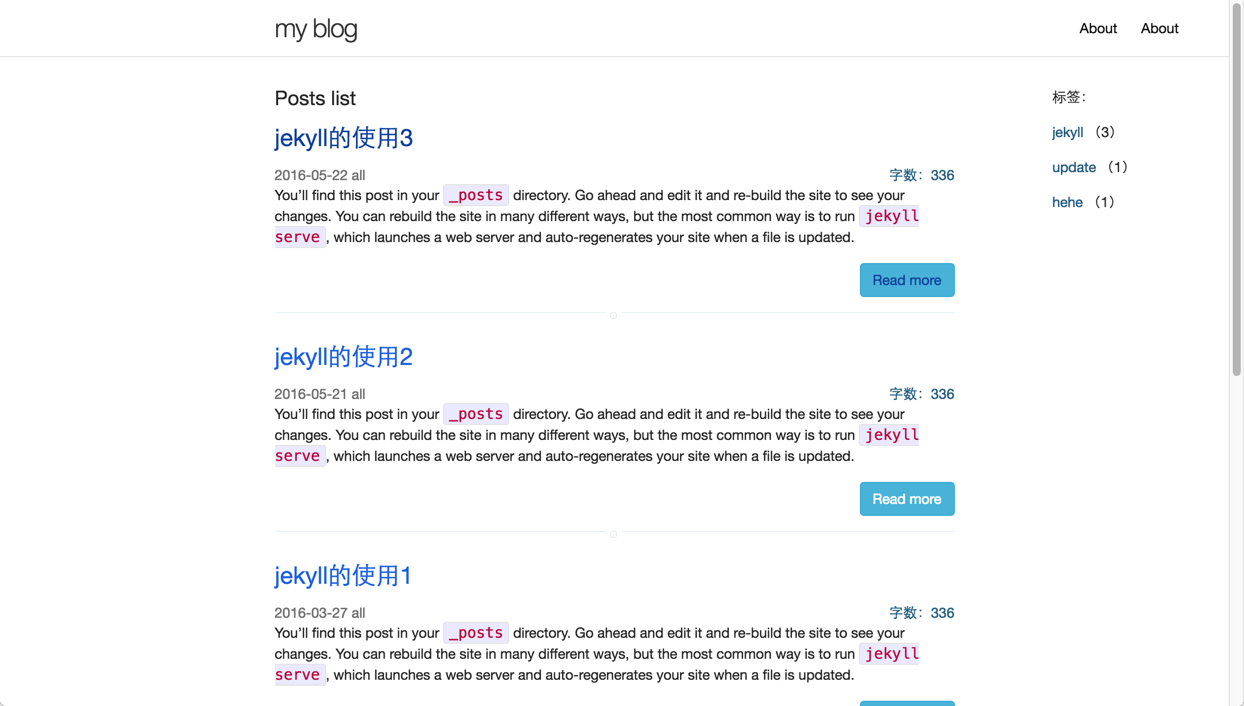 my blog
About About
Posts list
jekyll的使用3
2016-05-22 all
字数：336
You’ll find this post in your _posts directory. Go ahead and edit it and re-build the site to see your
changes. You can rebuild the site in many different ways, but the most common way is to run jekyll
serve, which launches a web server and auto-regenerates your site when a file is updated.
Read more
jekyll的使用2
2016-05-21 all
字数：336
You’ll find this post in your _posts directory. Go ahead and edit it and re-build the site to see your
changes. You can rebuild the site in many different ways, but the most common way is to run jekyll
serve, which launches a web server and auto-regenerates your site when a file is updated.
Read more
jekyll的使用1
2016-03-27 all
字数：336
You’ll find this post in your _posts directory. Go ahead and edit it and re-build the site to see your
changes. You can rebuild the site in many different ways, but the most common way is to run jekyll
serve, which launches a web server and auto-regenerates your site when a file is updated.
标签：
jekyll （3）
update （1）
hehe （1）